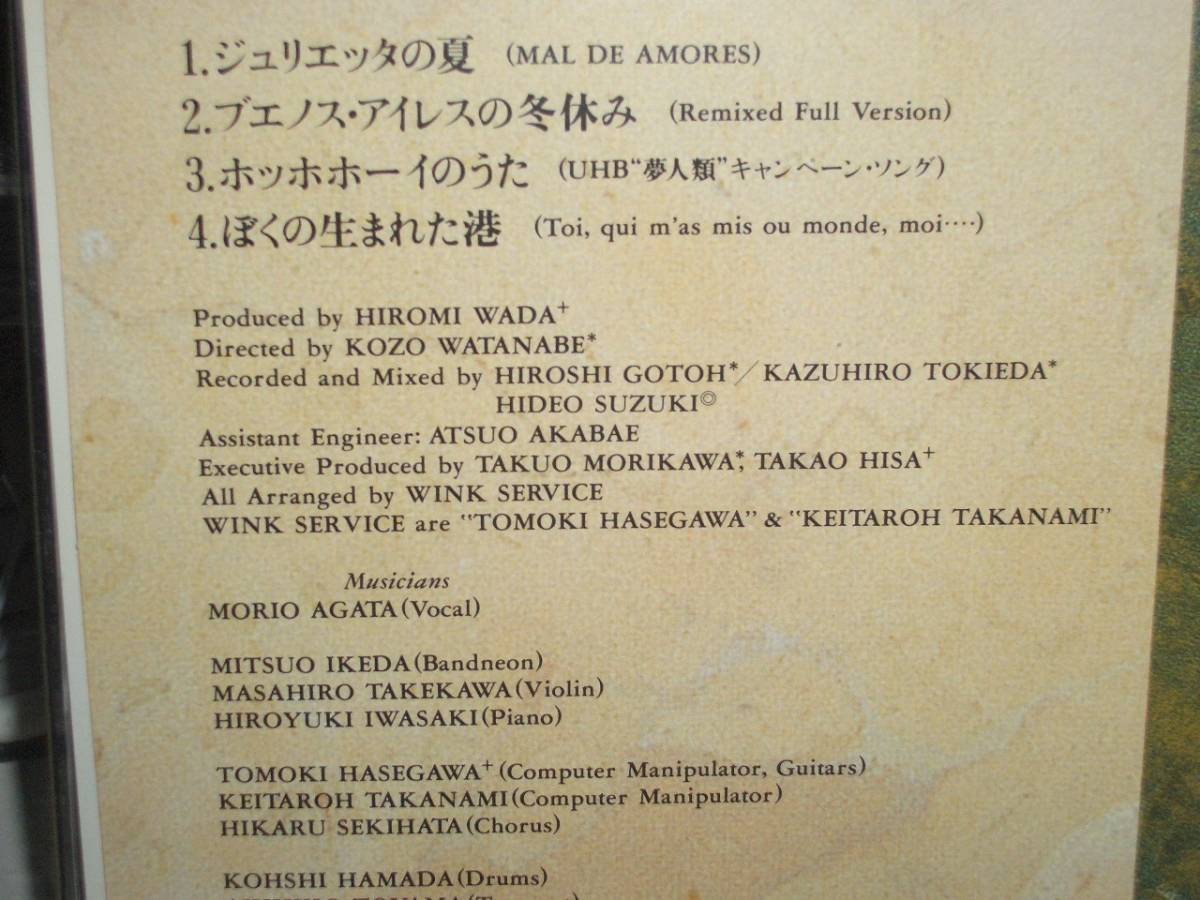 1.ジュリエッタの夏 (MAL DE AMORES)
2.ブエノス・アイレスの冬休み (Remixed Full Version)
3.ホッホホーイのうた (UHB“夢人類”キャンペーン・ソング)
4.ぼくの生まれた港 (Toi, qui m'as mis ou monde, moi‥‥)
Produced by HIROMI WADA+
Directed by KOZO WATANABE*
Recorded and Mixed by HIROSHI GOTOH*／KAZUHIRO TOKIEDA*
HIDEO SUZUKI◎
Assistant Engineer: ATSUO AKABAE
Executive Produced by TAKUO MORIKAWA*, TAKAO HISA+
All Arranged by WINK SERVICE
WINK SERVICE are "TOMOKI HASEGAWA" & "KEITAROH TAKANAMI"
Musicians
MORIO AGATA(Vocal)
MITSUO IKEDA(Bandneon)
MASAHIRO TAKEKAWA(Violin)
HIROYUKI IWASAKI(Piano)
TOMOKI HASEGAWA+(Computer Manipulator, Guitars)
KEITAROH TAKANAMI(Computer Manipulator)
HIKARU SEKIHATA(Chorus)
KOHSHI HAMADA(Drums)